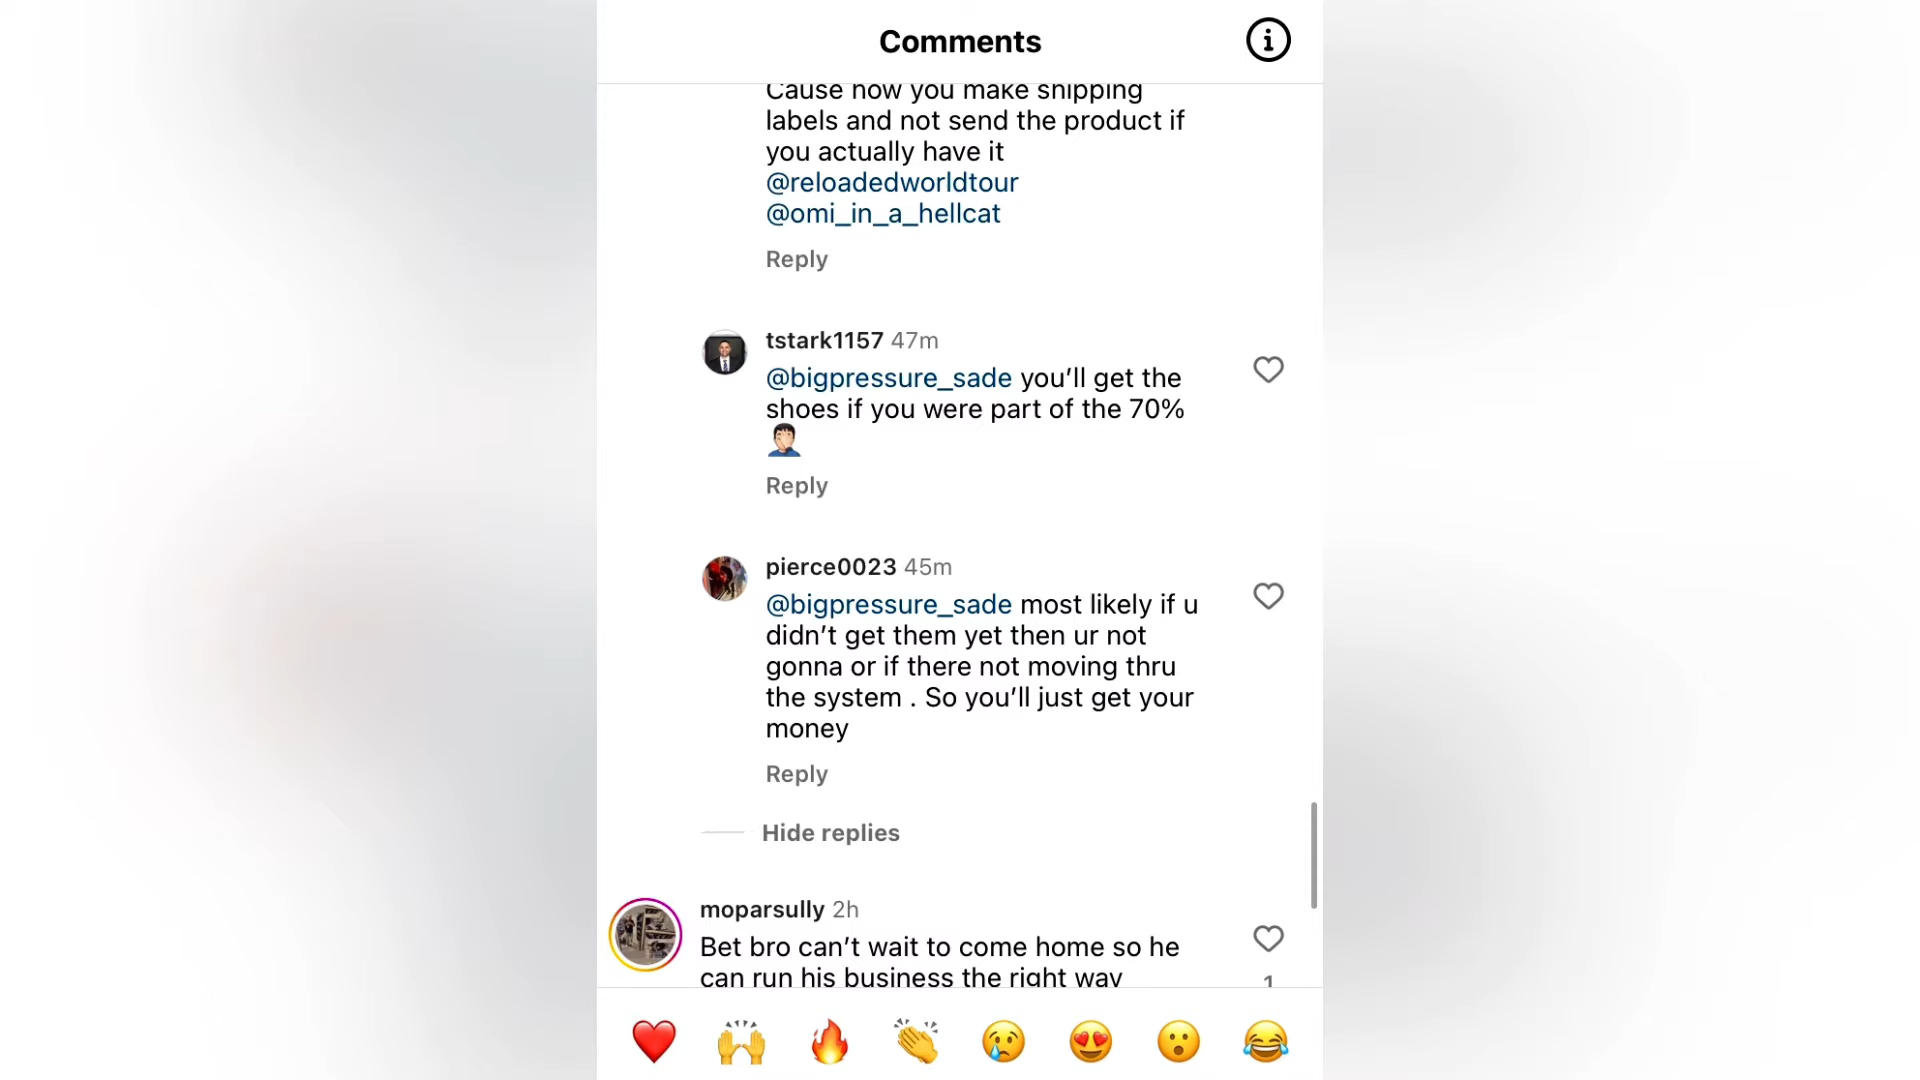 Comments
Cause now you make shipping
labels and not send the product if
you actually have it
@reloadedworldtour
@omi_in_a_hellcat
Reply
tstark1157 47m
@bigpressure_sade you’ll get the
shoes if you were part of the 70%
🤦🏻‍♂️
Reply
pierce0023 45m
@bigpressure_sade most likely if u
didn’t get them yet then ur not
gonna or if there not moving thru
the system . So you’ll just get your
money
Reply
Hide replies
moparsully 2h
Bet bro can’t wait to come home so he
can run his business the right way
1